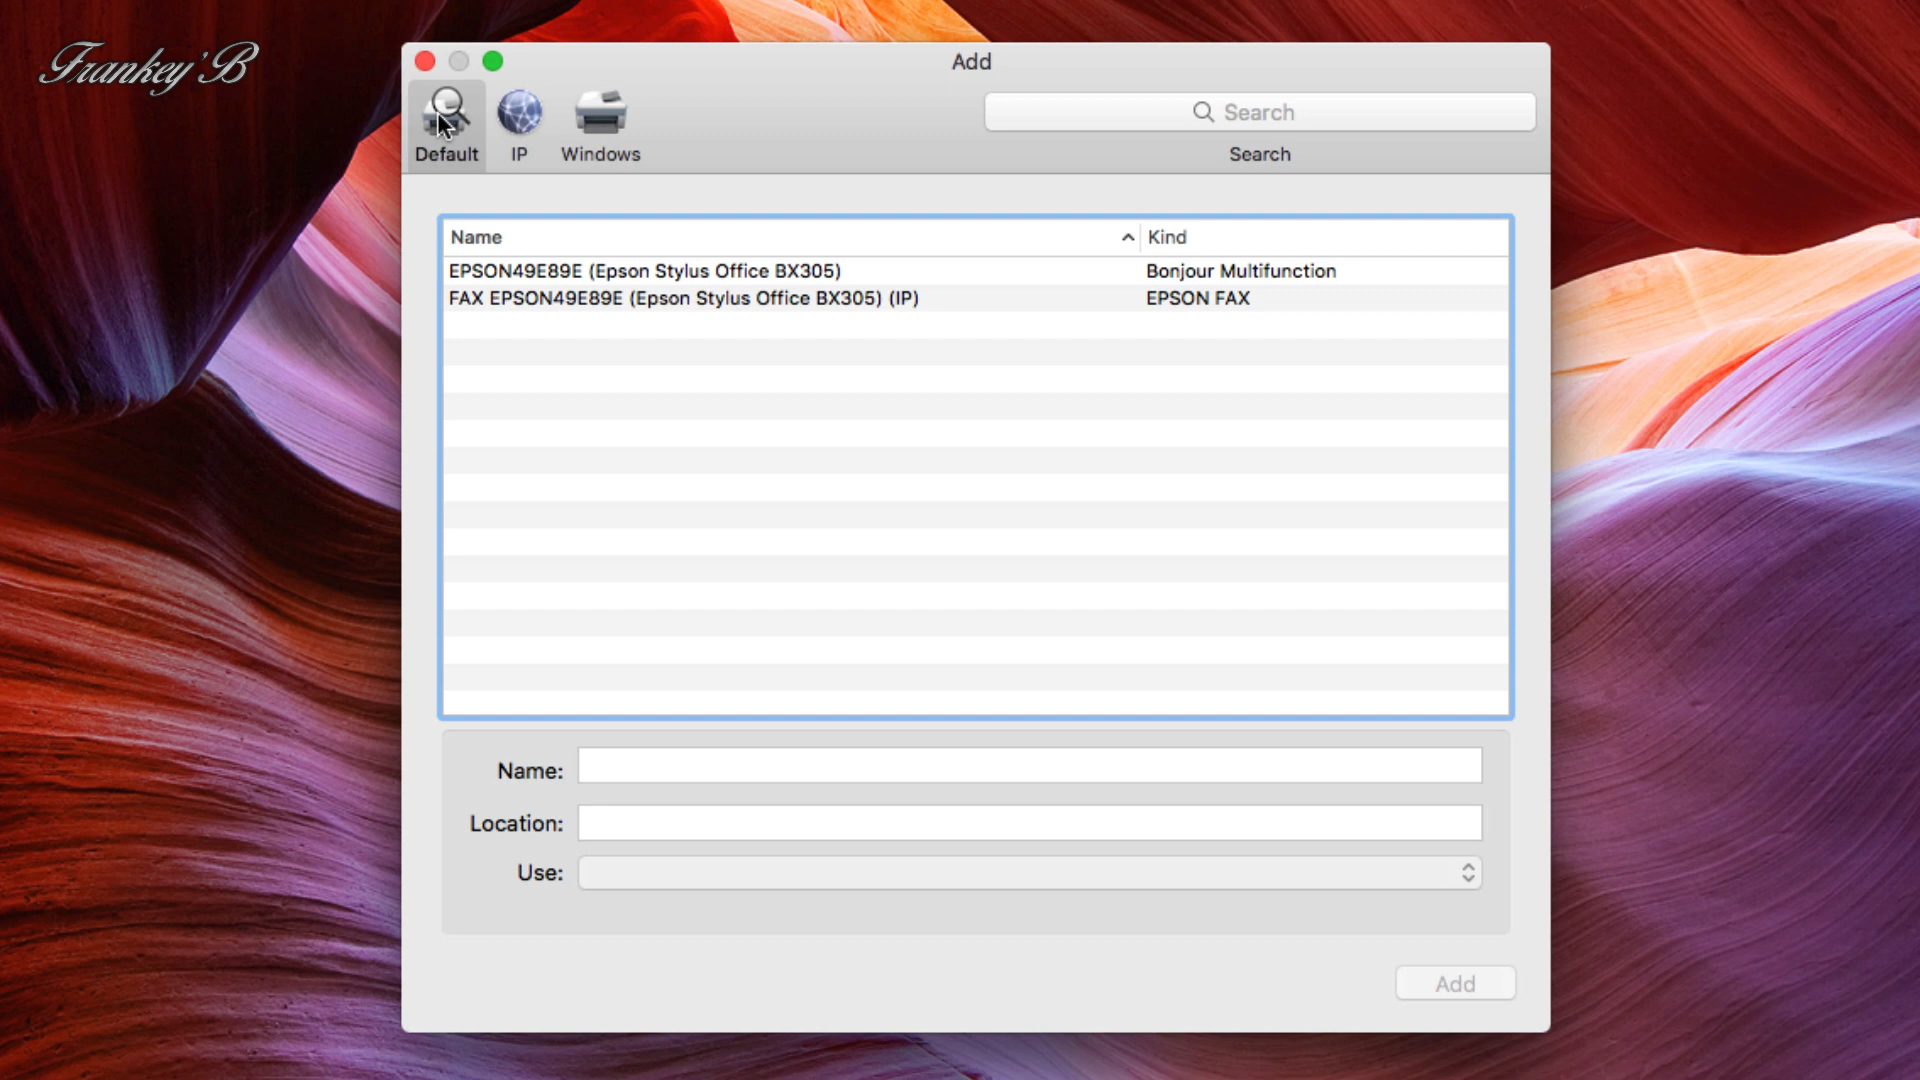 Frankey'B
Add
Default
IP
Windows
Search
Search
Name
Kind
EPSON49E89E (Epson Stylus Office BX305)
Bonjour Multifunction
FAX EPSON49E89E (Epson Stylus Office BX305) (IP)
EPSON FAX
Name:
Location:
Use:
Add